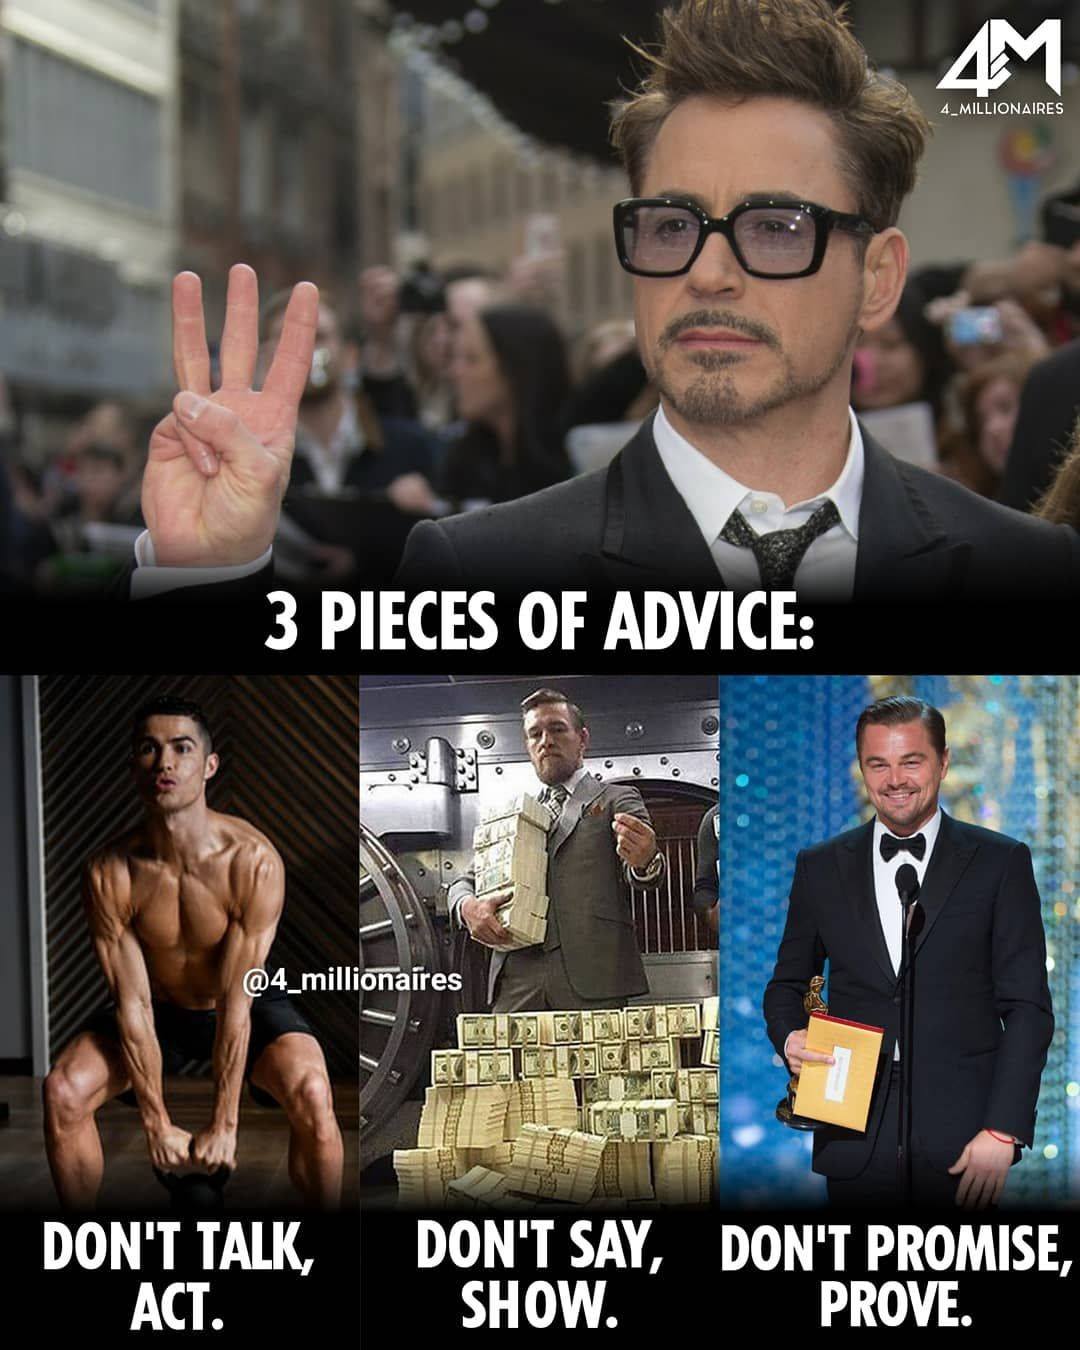 4M
4_MILLIONAIRES
3 PIECES OF ADVICE:
@4_millionaires
DON'T TALK,
ACT.
DON'T SAY,
SHOW.
DON'T PROMISE,
PROVE.